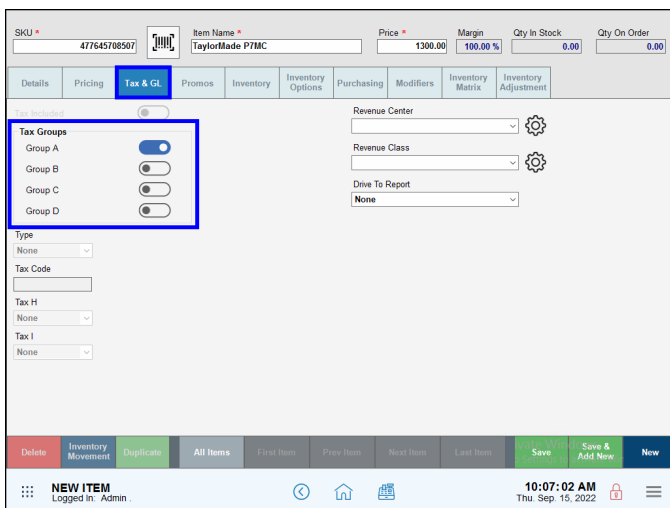 SKU *
Item Name *
Price *
Margin
Qty In Stock
Qty On Order
477645708507
TaylorMade P7MC
1300.00
100.00 %
0.00
0.00
Details
Pricing
Tax & GL
Promos
Inventory
Inventory
Options
Purchasing
Modifiers
Inventory
Matrix
Inventory
Adjustment
Tax Included
Tax Groups
Group A
Group B
Group C
Group D
Type
None
Tax Code
Tax H
None
Tax I
None
Revenue Center
Revenue Class
Drive To Report
None
Delete
Inventory
Movement
Duplicate
All Items
First Item
Prev Item
Next Item
Last Item
Save
Save &
Add New
New
NEW ITEM
Logged In: Admin .
10:07:02 AM
Thu. Sep. 15, 2022